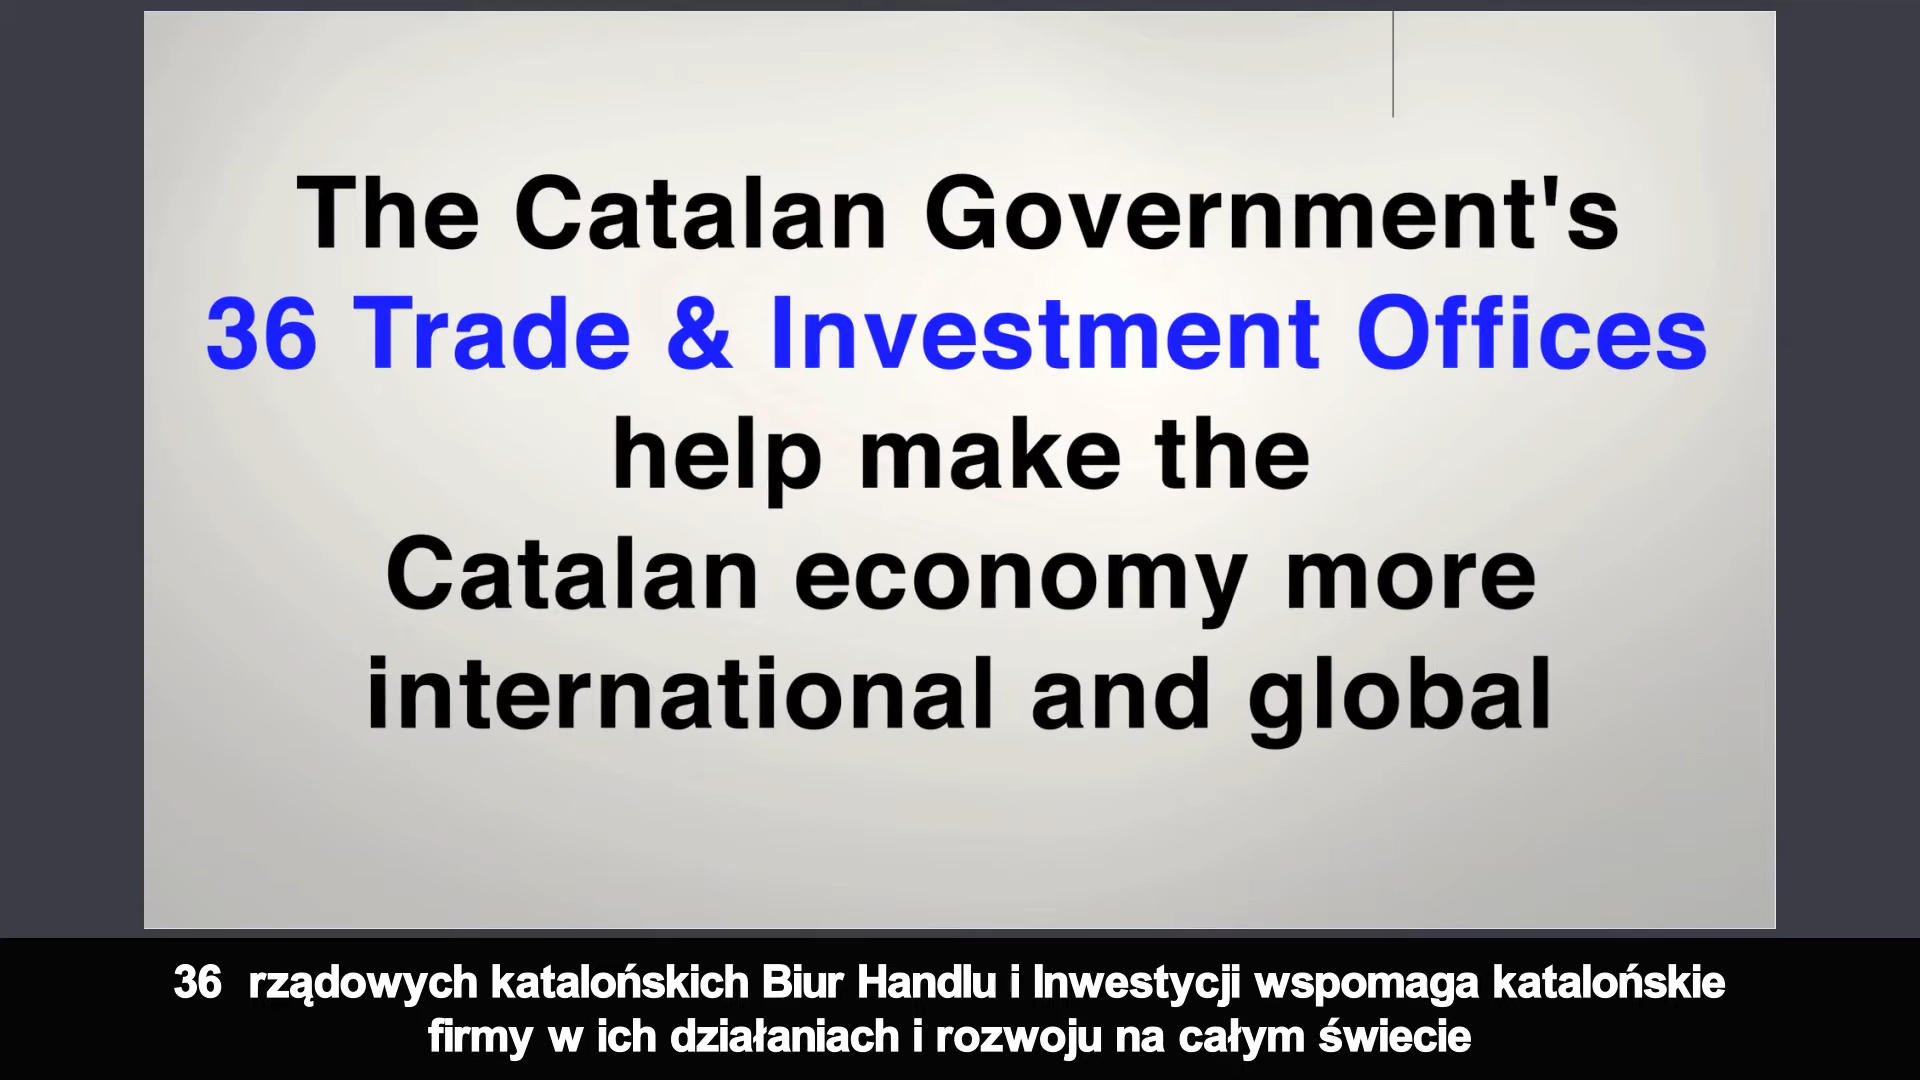 The Catalan Government's
36 Trade & Investment Offices
help make the
Catalan economy more
international and global
36 rządowych katalońskich Biur Handlu i Inwestycji wspomaga katalońskie
firmy w ich działaniach i rozwoju na całym świecie